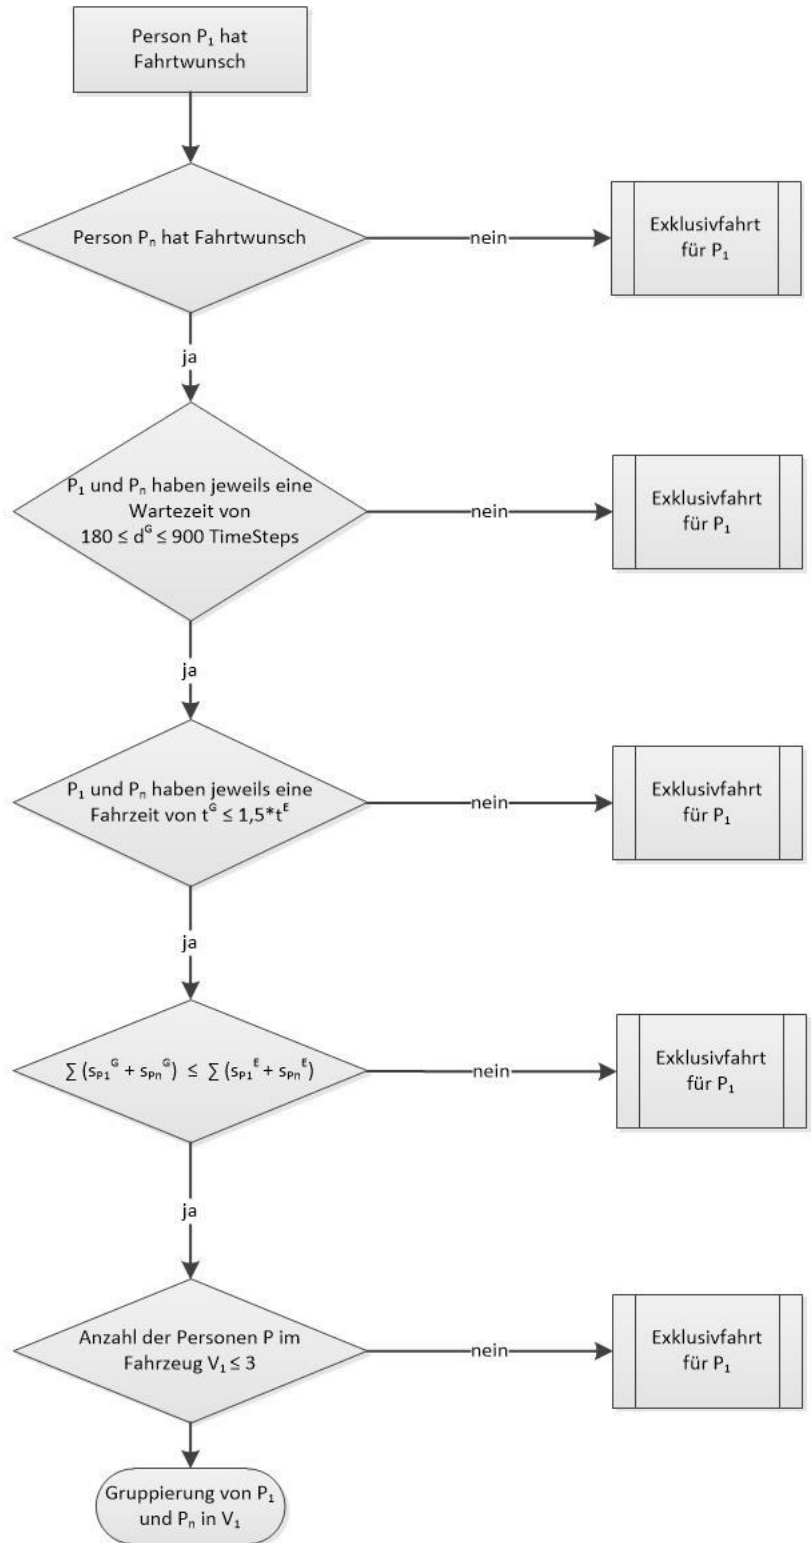 Person P₁ hat
Fahrtwunsch
Person Pₙ hat Fahrtwunsch
nein
Exklusivfahrt
für P₁
ja
P₁ und Pₙ haben jeweils eine
Wartezeit von
180 ≤ dᴳ ≤ 900 TimeSteps
nein
Exklusivfahrt
für P₁
ja
P₁ und Pₙ haben jeweils eine
Fahrzeit von tᴳ ≤ 1,5*tᴱ
nein
Exklusivfahrt
für P₁
ja
∑ (sₚ₁ᴳ + sₚₙᴳ) ≤ ∑ (sₚ₁ᴱ + sₚₙᴱ)
nein
Exklusivfahrt
für P₁
ja
Anzahl der Personen P im
Fahrzeug V₁ ≤ 3
nein
Exklusivfahrt
für P₁
Gruppierung von P₁
und Pₙ in V₁